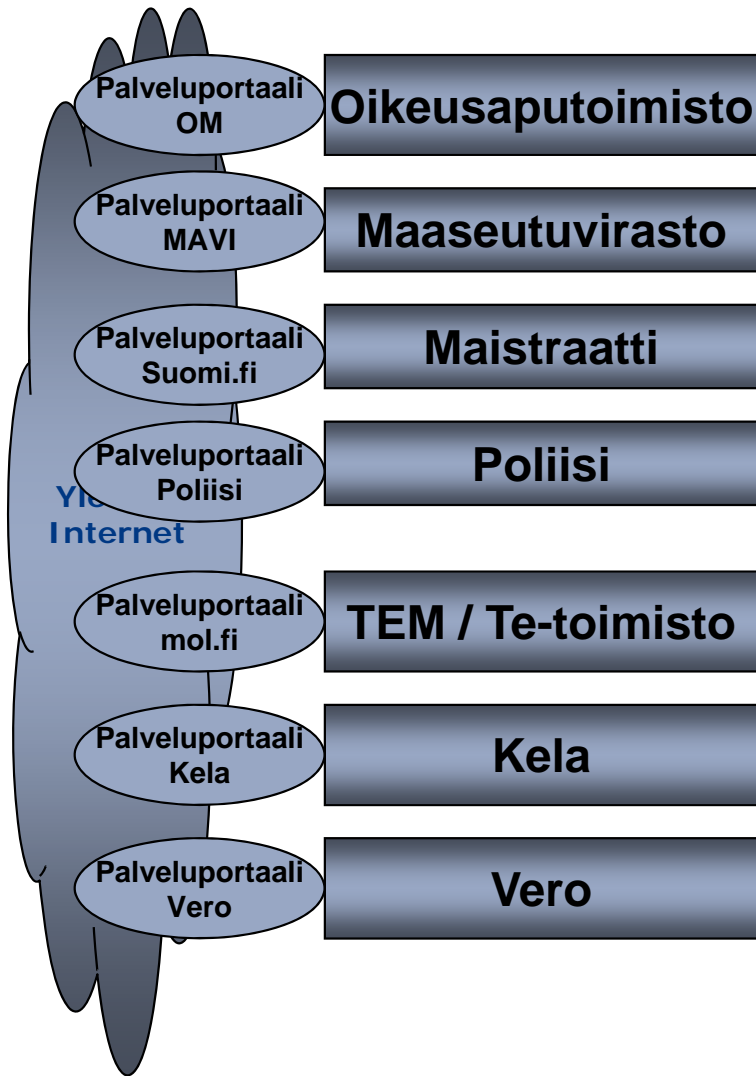 Palveluportaali
OM
Oikeusaputoimisto
Palveluportaali
MAVI
Maaseutuvirasto
Palveluportaali
Suomi.fi
Maistraatti
Palveluportaali
Poliisi
Poliisi
Internet
Palveluportaali
mol.fi
TEM / Te-toimisto
Palveluportaali
Kela
Kela
Palveluportaali
Vero
Vero